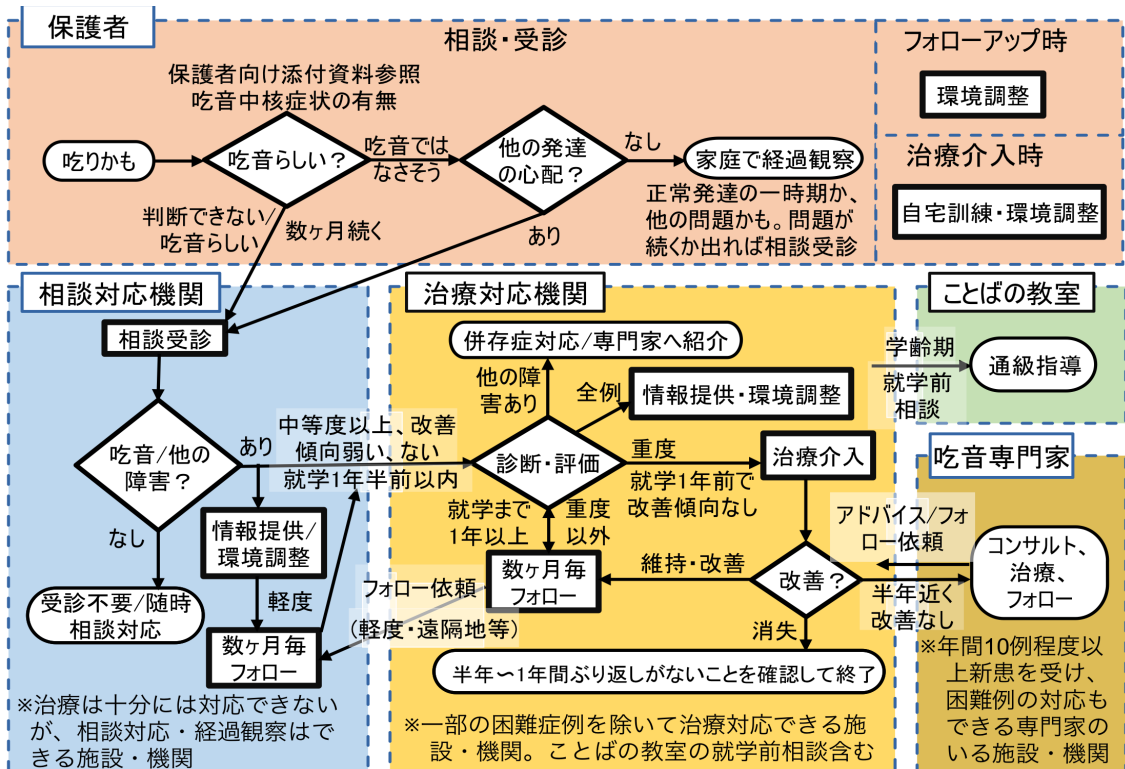 保護者
相談・受診
保護者向け添付資料参照
吃音中核症状の有無
吃りかも
吃音らしい？
吃音では
なさそう
他の発達
の心配？
なし
家庭で経過観察
正常発達の一時期か、
他の問題かも。問題が
続くか出れば相談受診
判断できない/
吃音らしい
数ヶ月続く
あり
フォローアップ時
環境調整
治療介入時
自宅訓練・環境調整
相談対応機関
相談受診
吃音/他の
障害？
あり
なし
受診不要/随時
相談対応
情報提供/
環境調整
軽度
数ヶ月毎
フォロー
※治療は十分には対応できない
が、相談対応・経過観察はで
きる施設・機関
中等度以上、改善
傾向弱い、ない
就学1年半前以内
治療対応機関
併存症対応/専門家へ紹介
他の障
害あり
全例
情報提供・環境調整
診断・評価
重度
就学1年前で
改善傾向なし
治療介入
就学まで
1年以上
重度
以外
数ヶ月毎
フォロー
維持・改善
改善？
フォロー依頼
(軽度・遠隔地等)
消失
半年〜1年間ぶり返しがないことを確認して終了
※一部の困難症例を除いて治療対応できる施
設・機関。ことばの教室の就学前相談含む
ことばの教室
学齢期
就学前
相談
通級指導
吃音専門家
アドバイス/フォ
ロー依頼
半年近く
改善なし
コンサルト、
治療、
フォロー
※年間10例程度以
上新患を受け、
困難例の対応も
できる専門家の
いる施設・機関